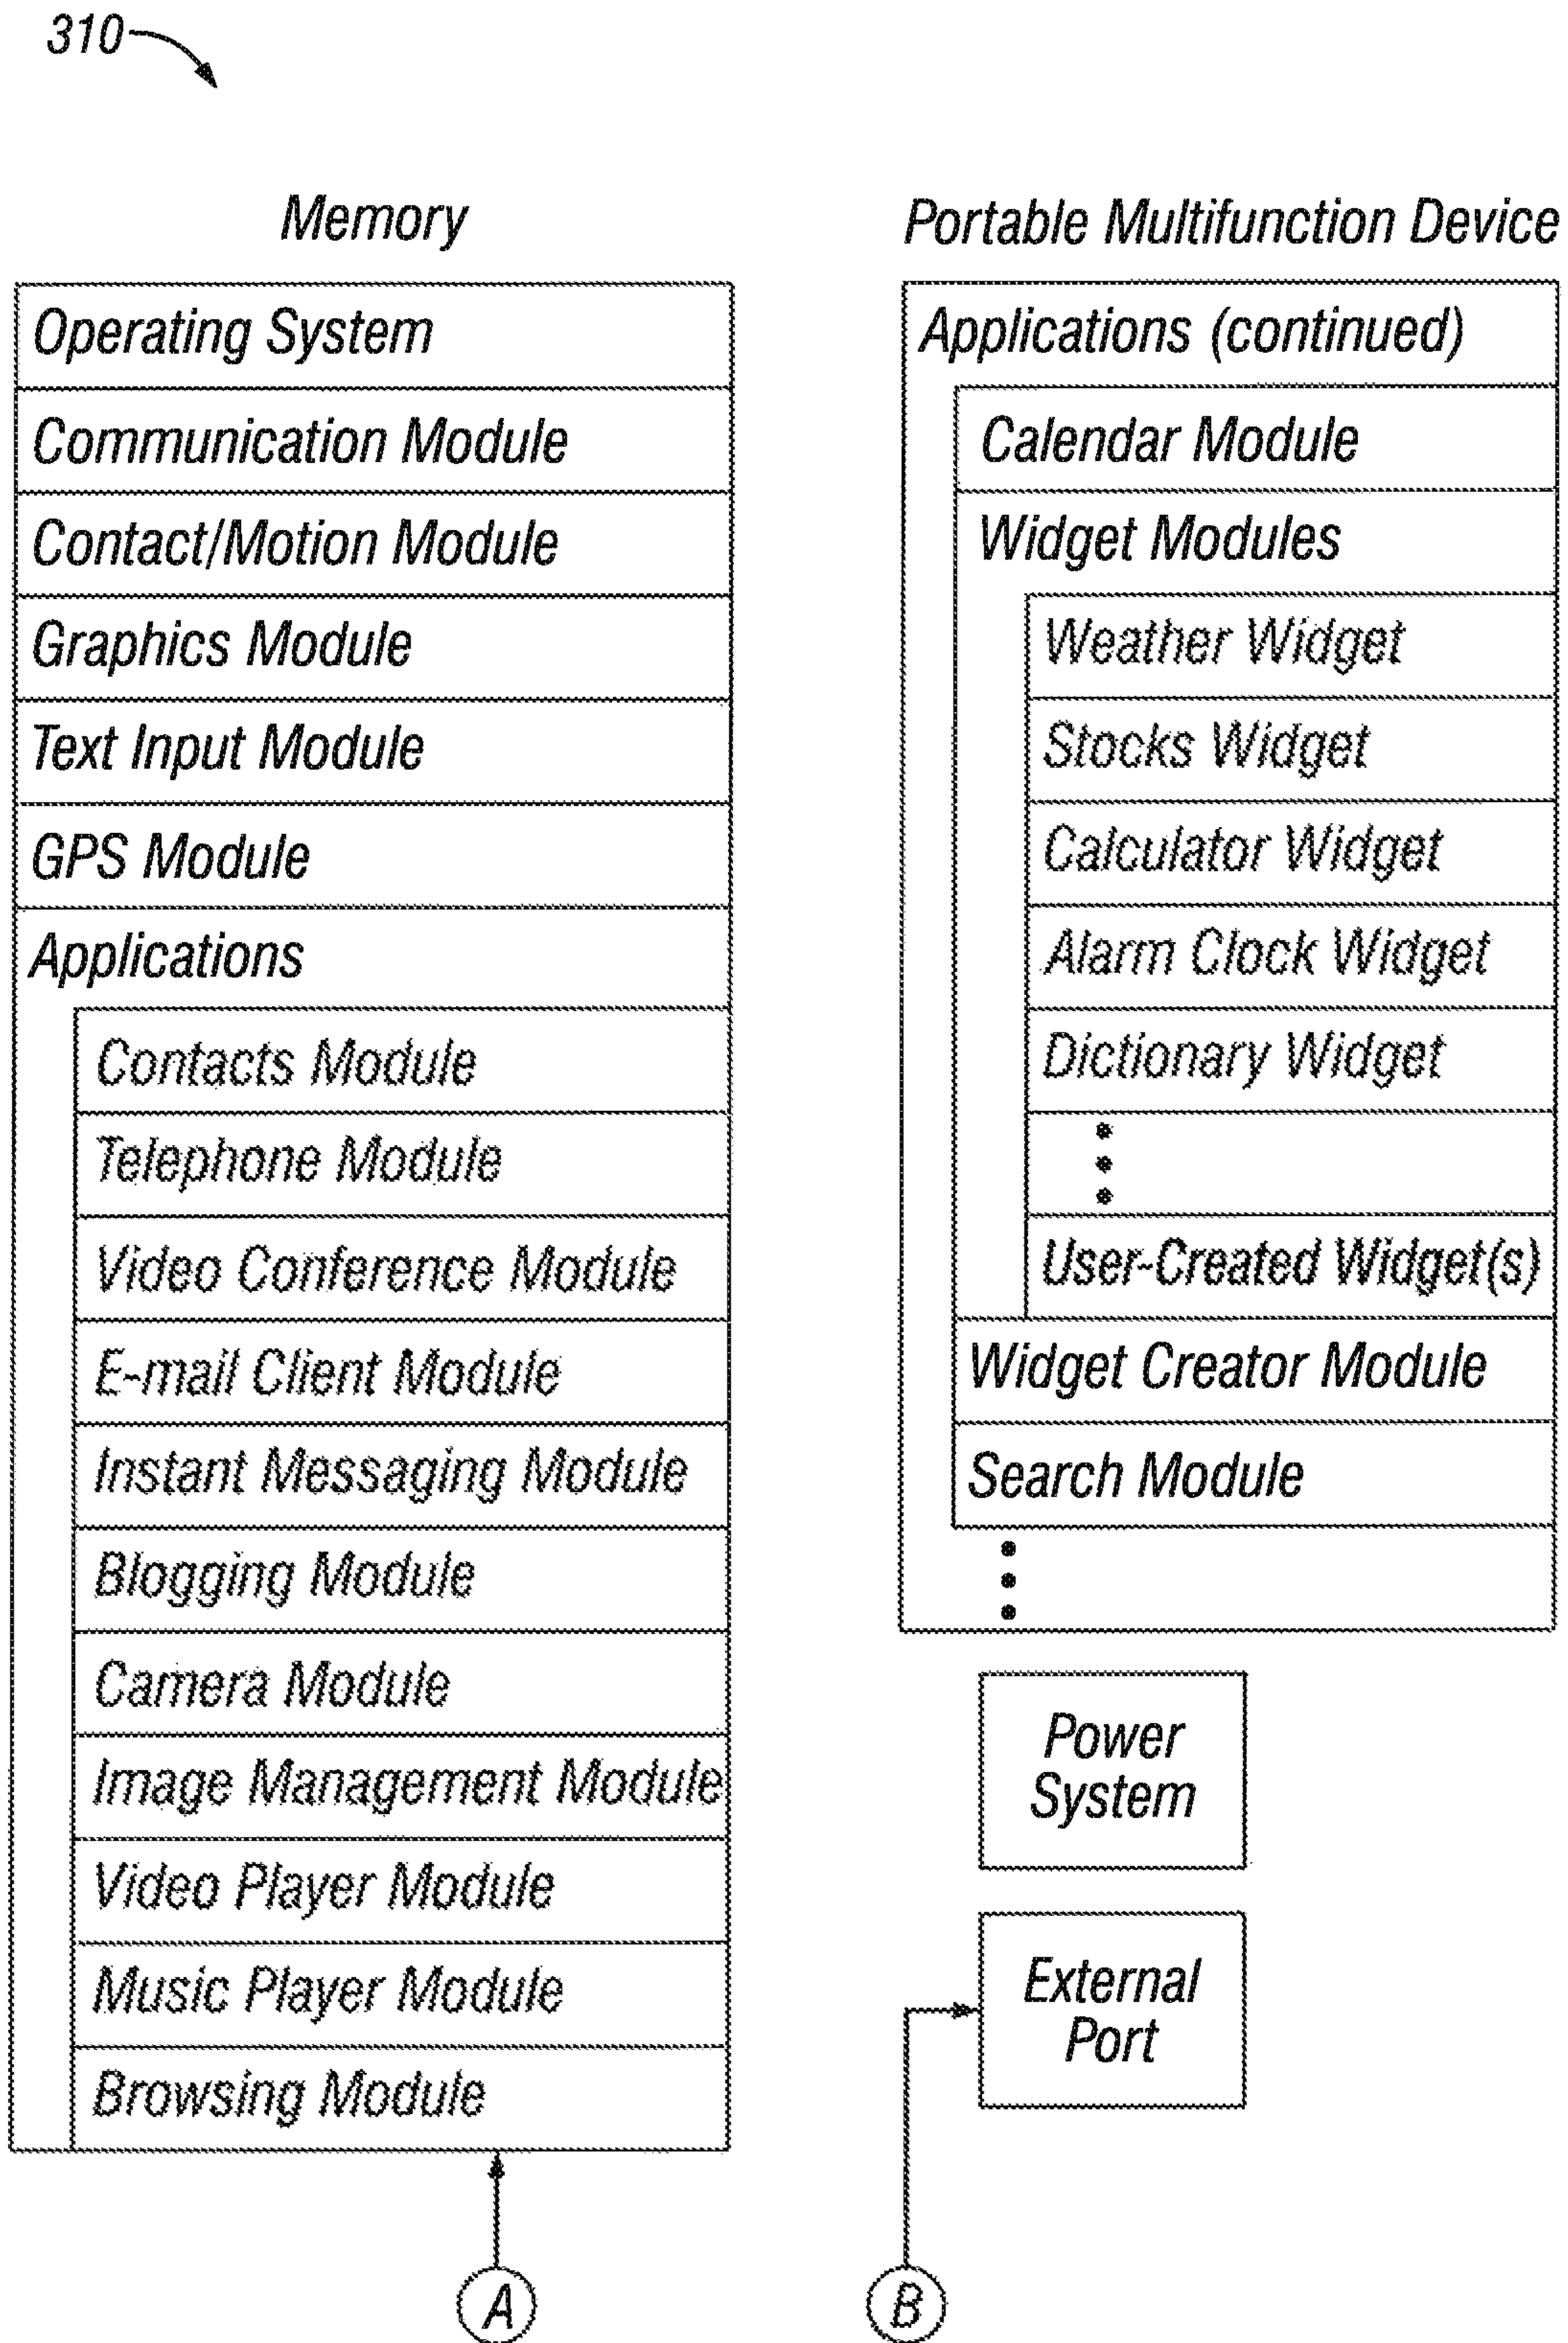 310
Memory
Operating System
Communication Module
Contact/Motion Module
Graphics Module
Text Input Module
GPS Module
Applications
Contacts Module
Telephone Module
Video Conference Module
E-mail Client Module
Instant Messaging Module
Blogging Module
Camera Module
Image Management Module
Video Player Module
Music Player Module
Browsing Module
A
Portable Multifunction Device
Applications (continued)
Calendar Module
Widget Modules
Weather Widget
Stocks Widget
Calculator Widget
Alarm Clock Widget
Dictionary Widget
User-Created Widget(s)
Widget Creator Module
Search Module
Power
System
External
Port
B